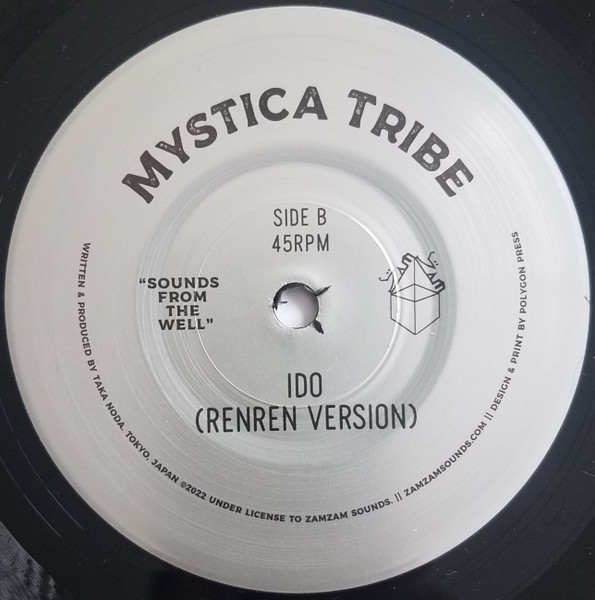 MYSTICA TRIBE
SIDE B
45RPM
“SOUNDS
FROM
THE
WELL”
IDO
(RENREN VERSION)
WRITTEN & PRODUCED BY TAKA NODA. TOKYO, JAPAN ©2022 UNDER LICENSE TO ZAMZAM SOUNDS. || ZAMZAMSOUNDS.COM || DESIGN & PRINT BY POLYGON PRESS